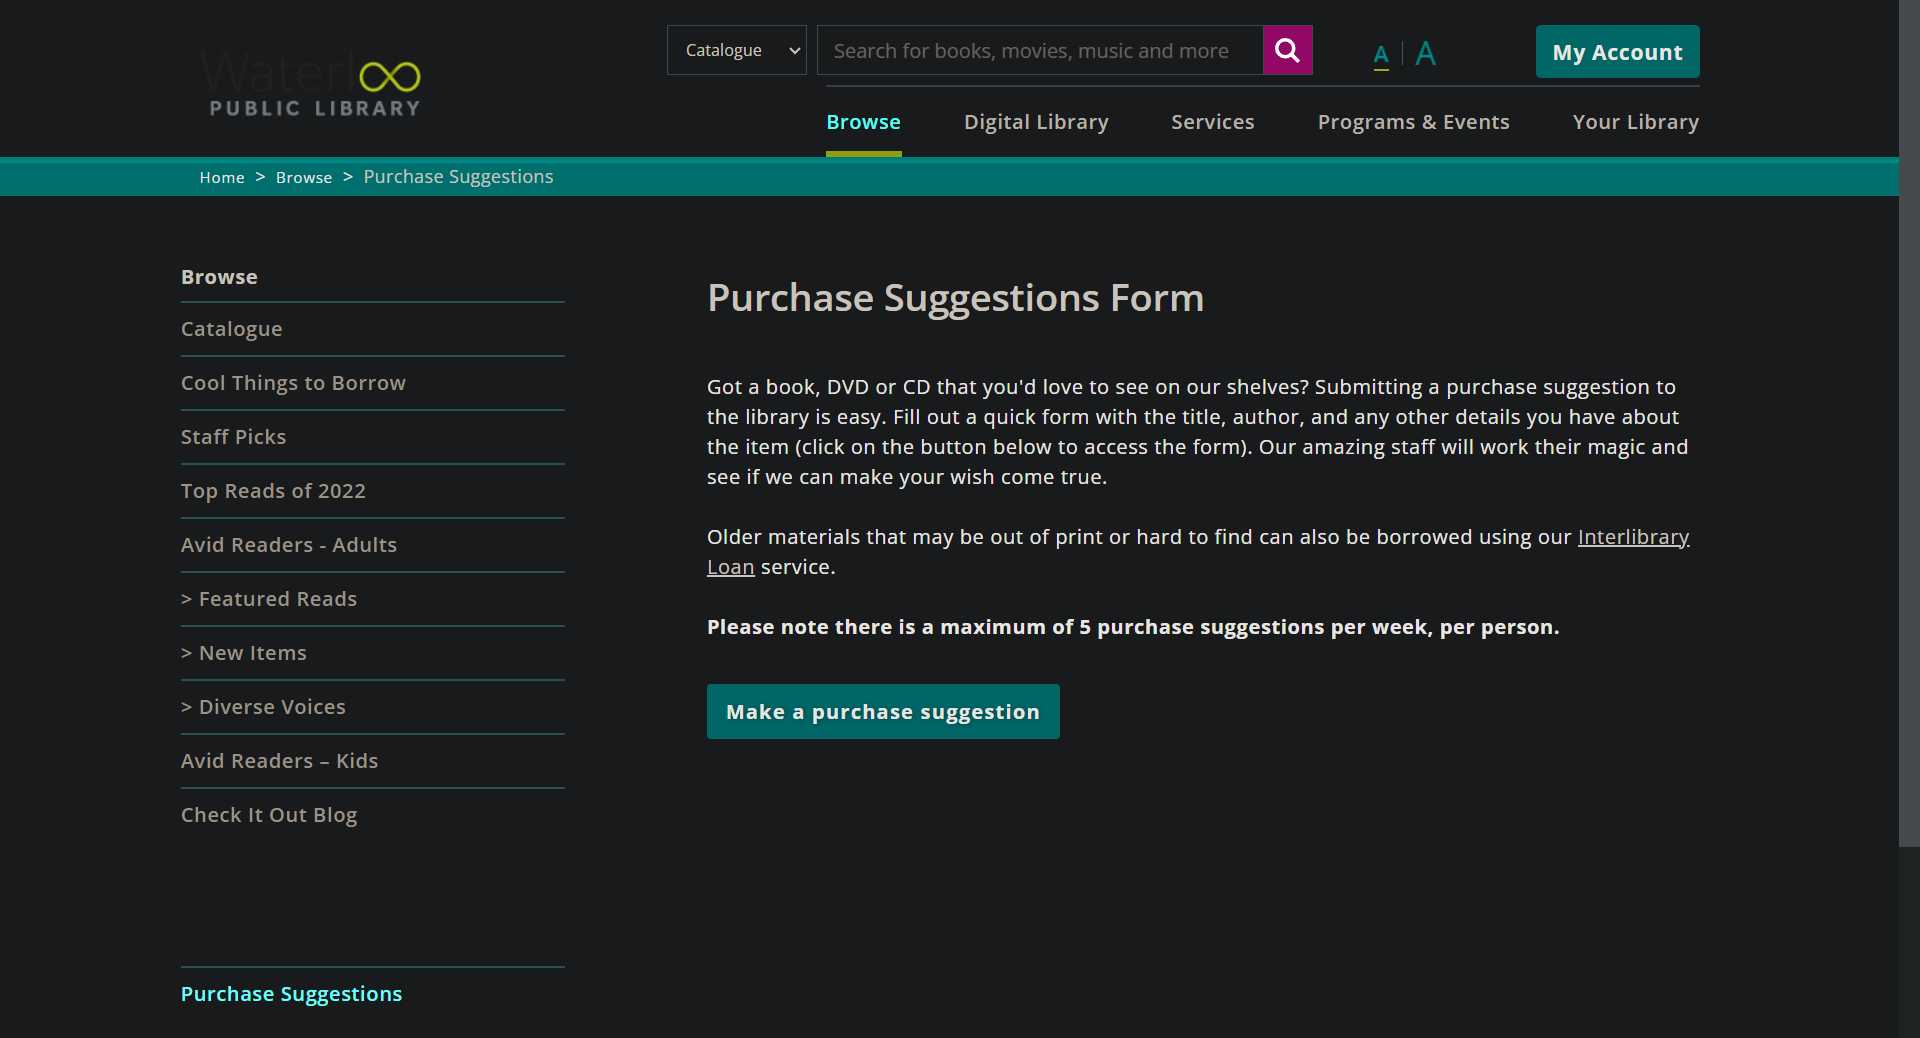 Waterloo
PUBLIC LIBRARY
Catalogue
Search for books, movies, music and more
A
A
My Account
Browse
Digital Library
Services
Programs & Events
Your Library
Home > Browse > Purchase Suggestions
Browse
Catalogue
Cool Things to Borrow
Staff Picks
Top Reads of 2022
Avid Readers - Adults
> Featured Reads
> New Items
> Diverse Voices
Avid Readers – Kids
Check It Out Blog
Purchase Suggestions
Purchase Suggestions Form
Got a book, DVD or CD that you'd love to see on our shelves? Submitting a purchase suggestion to
the library is easy. Fill out a quick form with the title, author, and any other details you have about
the item (click on the button below to access the form). Our amazing staff will work their magic and
see if we can make your wish come true.
Older materials that may be out of print or hard to find can also be borrowed using our Interlibrary
Loan service.
Please note there is a maximum of 5 purchase suggestions per week, per person.
Make a purchase suggestion